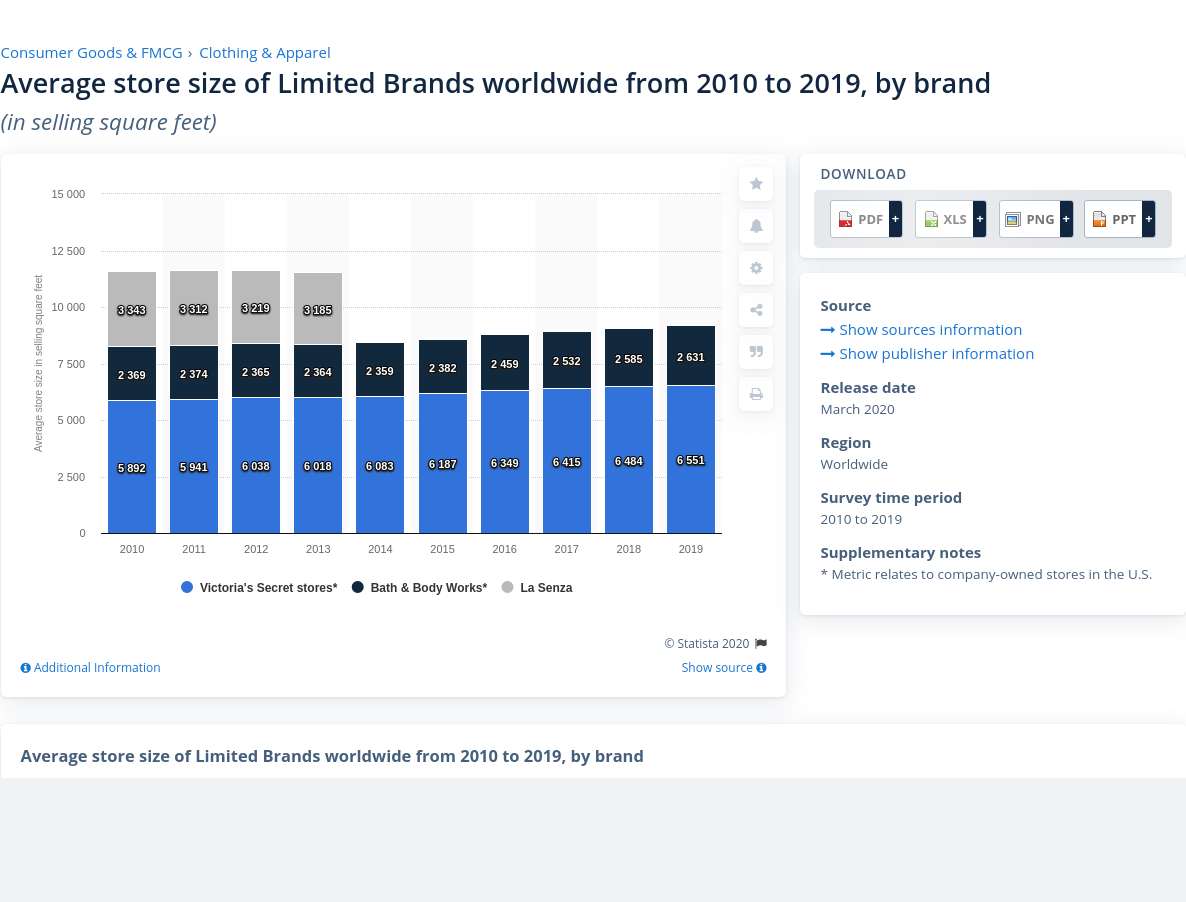 Consumer Goods & FMCG › Clothing & Apparel
Average store size of Limited Brands worldwide from 2010 to 2019, by brand
(in selling square feet)
15 000
12 500
10 000
7 500
5 000
2 500
0
Average store size in selling square feet
3 343 3 312 3 219 3 185
2 369 2 374 2 365 2 364 2 359 2 382 2 459 2 532 2 585 2 631
5 892 5 941 6 038 6 018 6 083 6 187 6 349 6 415 6 484 6 551
2010 2011 2012 2013 2014 2015 2016 2017 2018 2019
Victoria's Secret stores* Bath & Body Works* La Senza
© Statista 2020
Additional Information Show source
DOWNLOAD
PDF + XLS + PNG + PPT +
Source
Show sources information
Show publisher information
Release date
March 2020
Region
Worldwide
Survey time period
2010 to 2019
Supplementary notes
* Metric relates to company-owned stores in the U.S.
Average store size of Limited Brands worldwide from 2010 to 2019, by brand